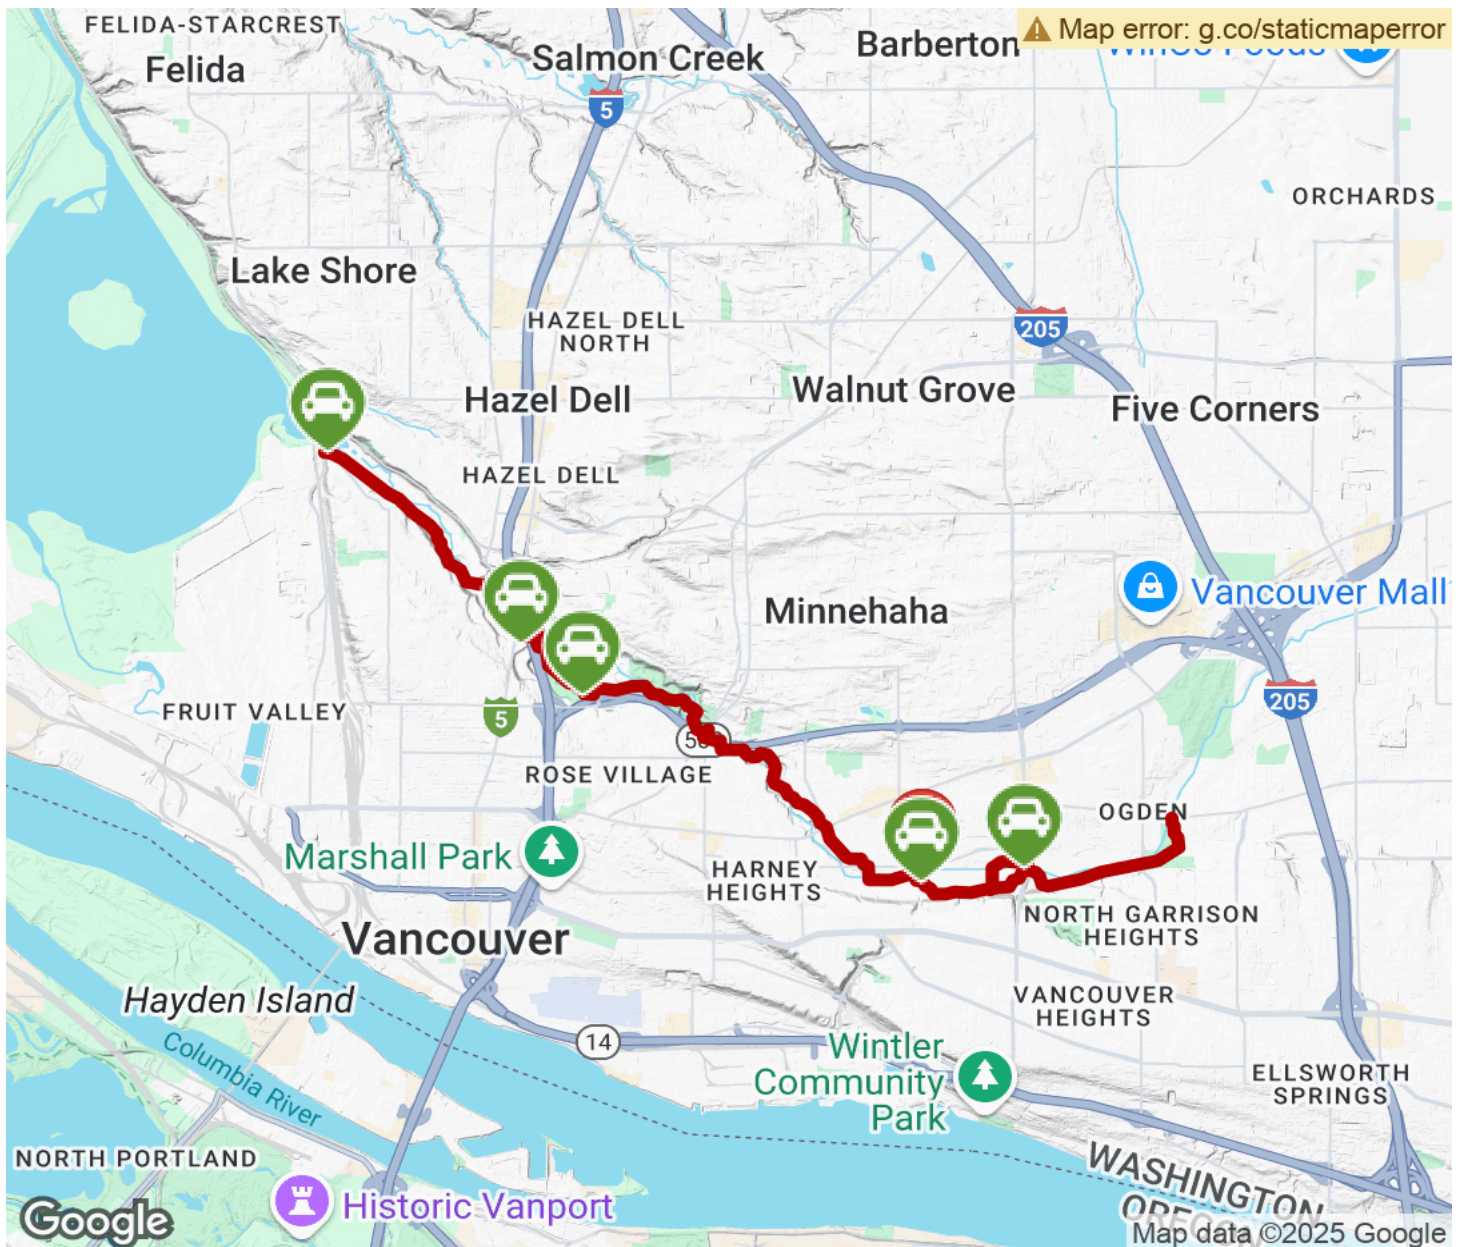 FELIDA-STARCREST
Felida
Salmon Creek
Barberton
Map error: g.co/staticmaperror
5
ORCHARDS
Lake Shore
HAZEL DELL
NORTH
205
Hazel Dell
Walnut Grove
Five Corners
HAZEL DELL
Vancouver Mall
Minnehaha
FRUIT VALLEY
5
205
ROSE VILLAGE
OGDEN
Marshall Park
HARNEY
HEIGHTS
NORTH GARRISON
HEIGHTS
Vancouver
Hayden Island
VANCOUVER
HEIGHTS
Columbia River
14
Wintler
Community
Park
ELLSWORTH
SPRINGS
NORTH PORTLAND
WASHINGTON
Historic Vanport
Google
Map data ©2025 Google